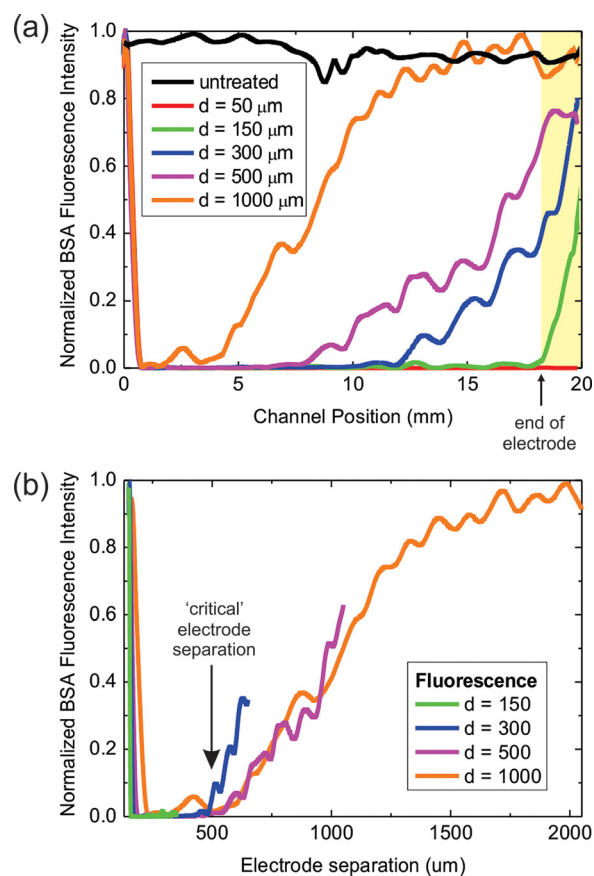 (a)
Normalized BSA Fluorescence Intensity
1.0
0.8
0.6
0.4
0.2
0.0
untreated
d = 50 μm
d = 150 μm
d = 300 μm
d = 500 μm
d = 1000 μm
0 5 10 15 20
Channel Position (mm)
end of
electrode
(b)
Normalized BSA Fluorescence Intensity
1.0
0.8
0.6
0.4
0.2
0.0
'critical'
electrode
separation
Fluorescence
d = 150
d = 300
d = 500
d = 1000
500 1000 1500 2000
Electrode separation (um)